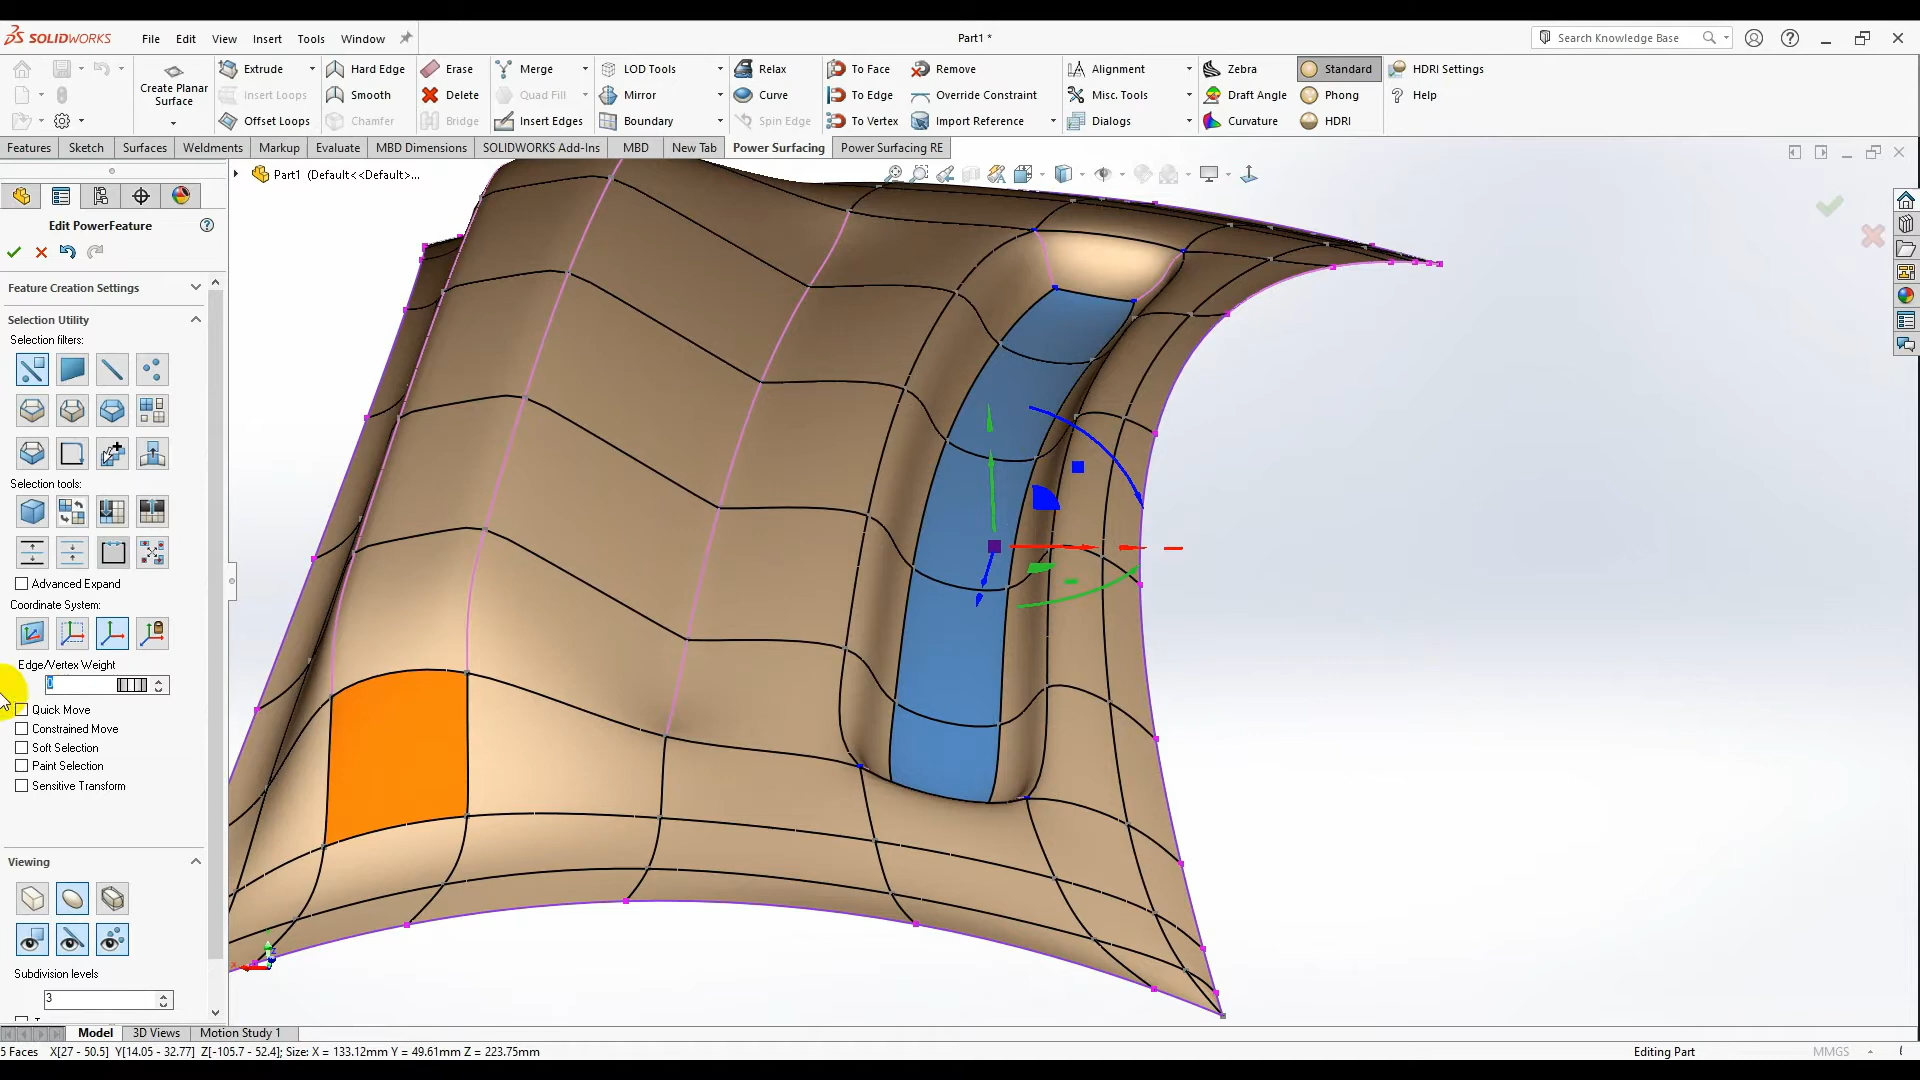 SOLIDWORKS File Edit View Insert Tools Window Part1 * Search Knowledge Base
Extrude Hard Edge Erase Merge LOD Tools Relax To Face Remove Alignment Zebra Standard HDRI Settings
Create Planar Surface
Insert Loops Smooth Delete Quad Fill Mirror Curve To Edge Override Constraint Misc. Tools Draft Angle Phong Help
Offset Loops Chamfer Bridge Insert Edges Boundary Spin Edge To Vertex Import Reference Dialogs Curvature HDRI
Features Sketch Surfaces Weldments Markup Evaluate MBD Dimensions SOLIDWORKS Add-Ins MBD New Tab Power Surfacing Power Surfacing RE
Part1 (Default<<Default>...
Edit PowerFeature
Feature Creation Settings
Selection Utility
Selection filters:
Selection tools:
Advanced Expand
Coordinate System:
Edge/Vertex Weight
0
Quick Move
Constrained Move
Soft Selection
Paint Selection
Sensitive Transform
Viewing
Subdivision levels
3
Model 3D Views Motion Study 1
5 Faces X[27 - 50.5] Y[14.05 - 32.77] Z[-105.7 - 52.4]; Size: X = 133.12mm Y = 49.61mm Z = 223.75mm Editing Part MMGS